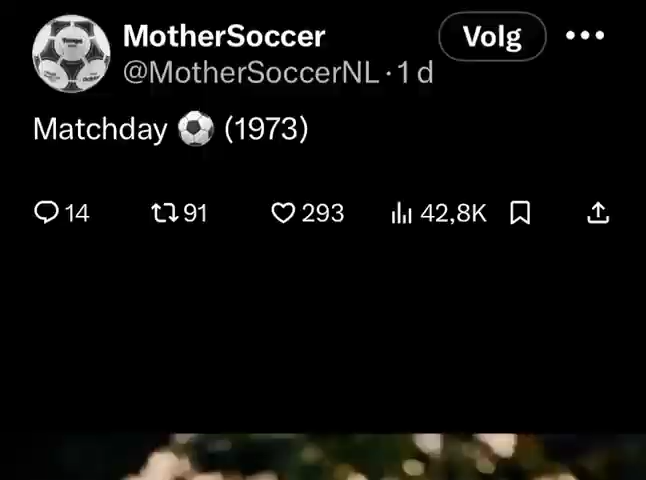 MotherSoccer
Volg
@MotherSoccerNL · 1 d
Matchday ⚽ (1973)
14 91 293 42,8K